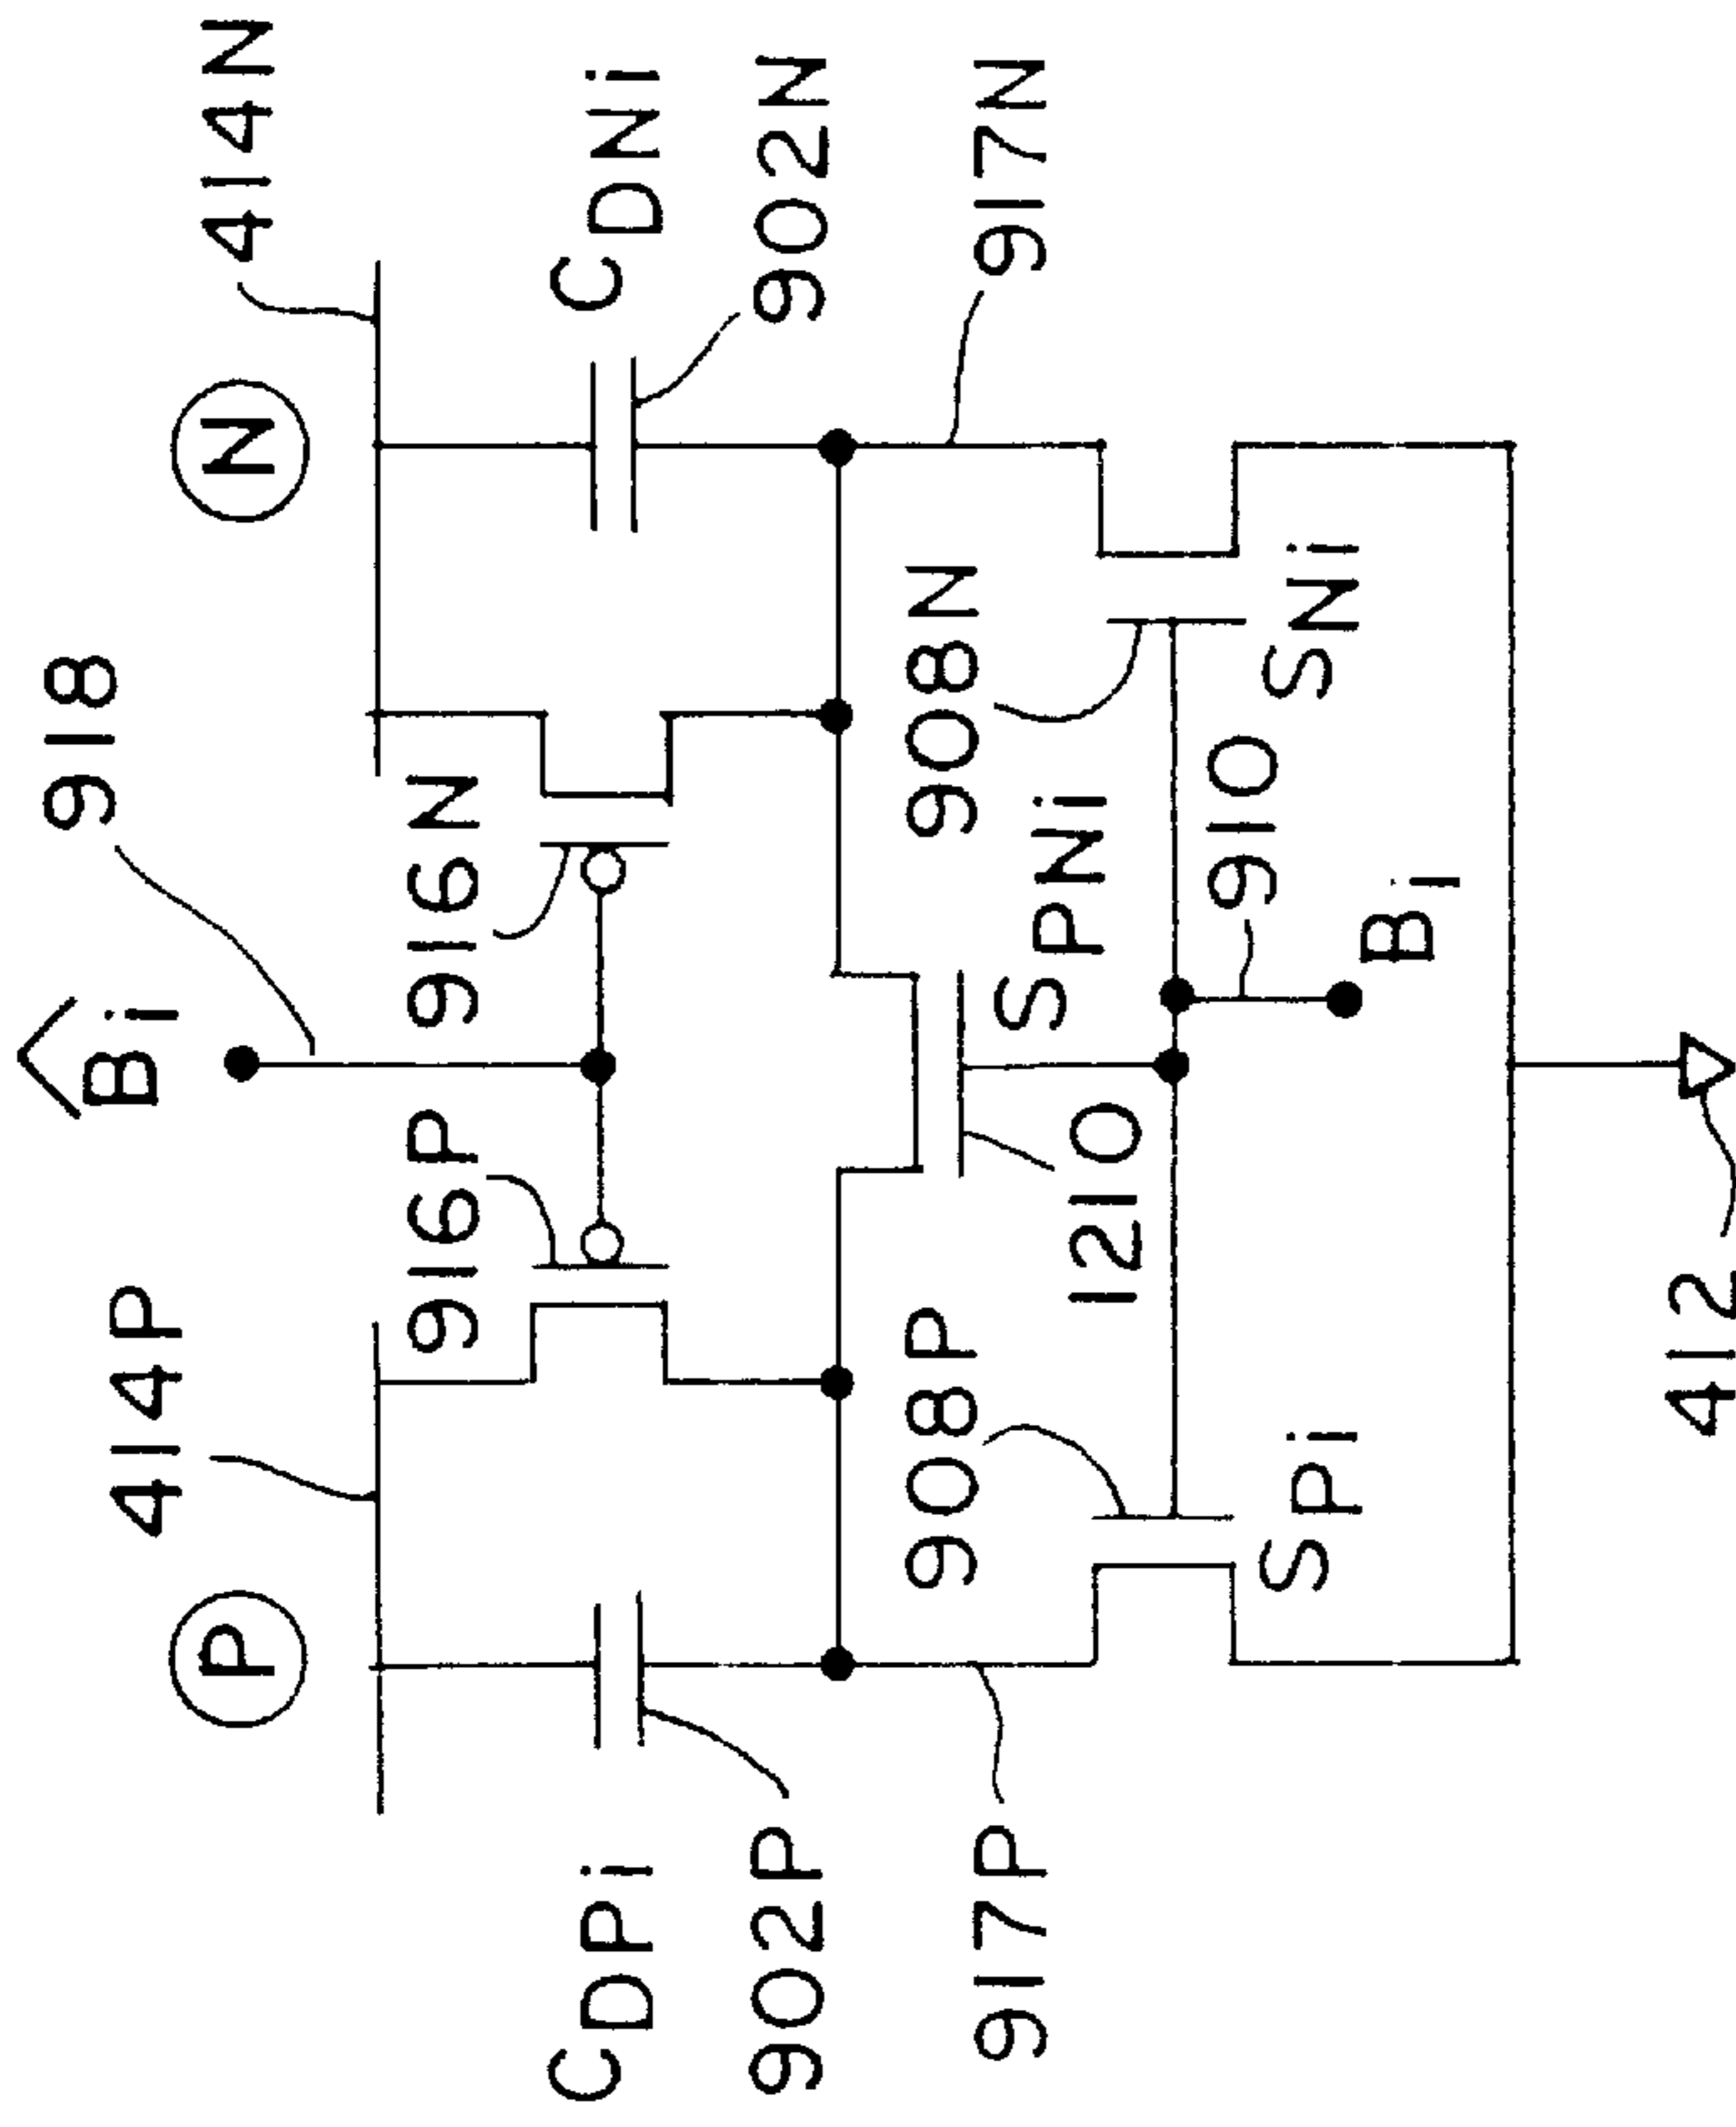 918
B̂i
414P
414N
P
N
916P
916N
CDPi
CDNi
902P
902N
908P
908N
917P
917N
1210
SPNi
910
SPi
SNi
Bi
412